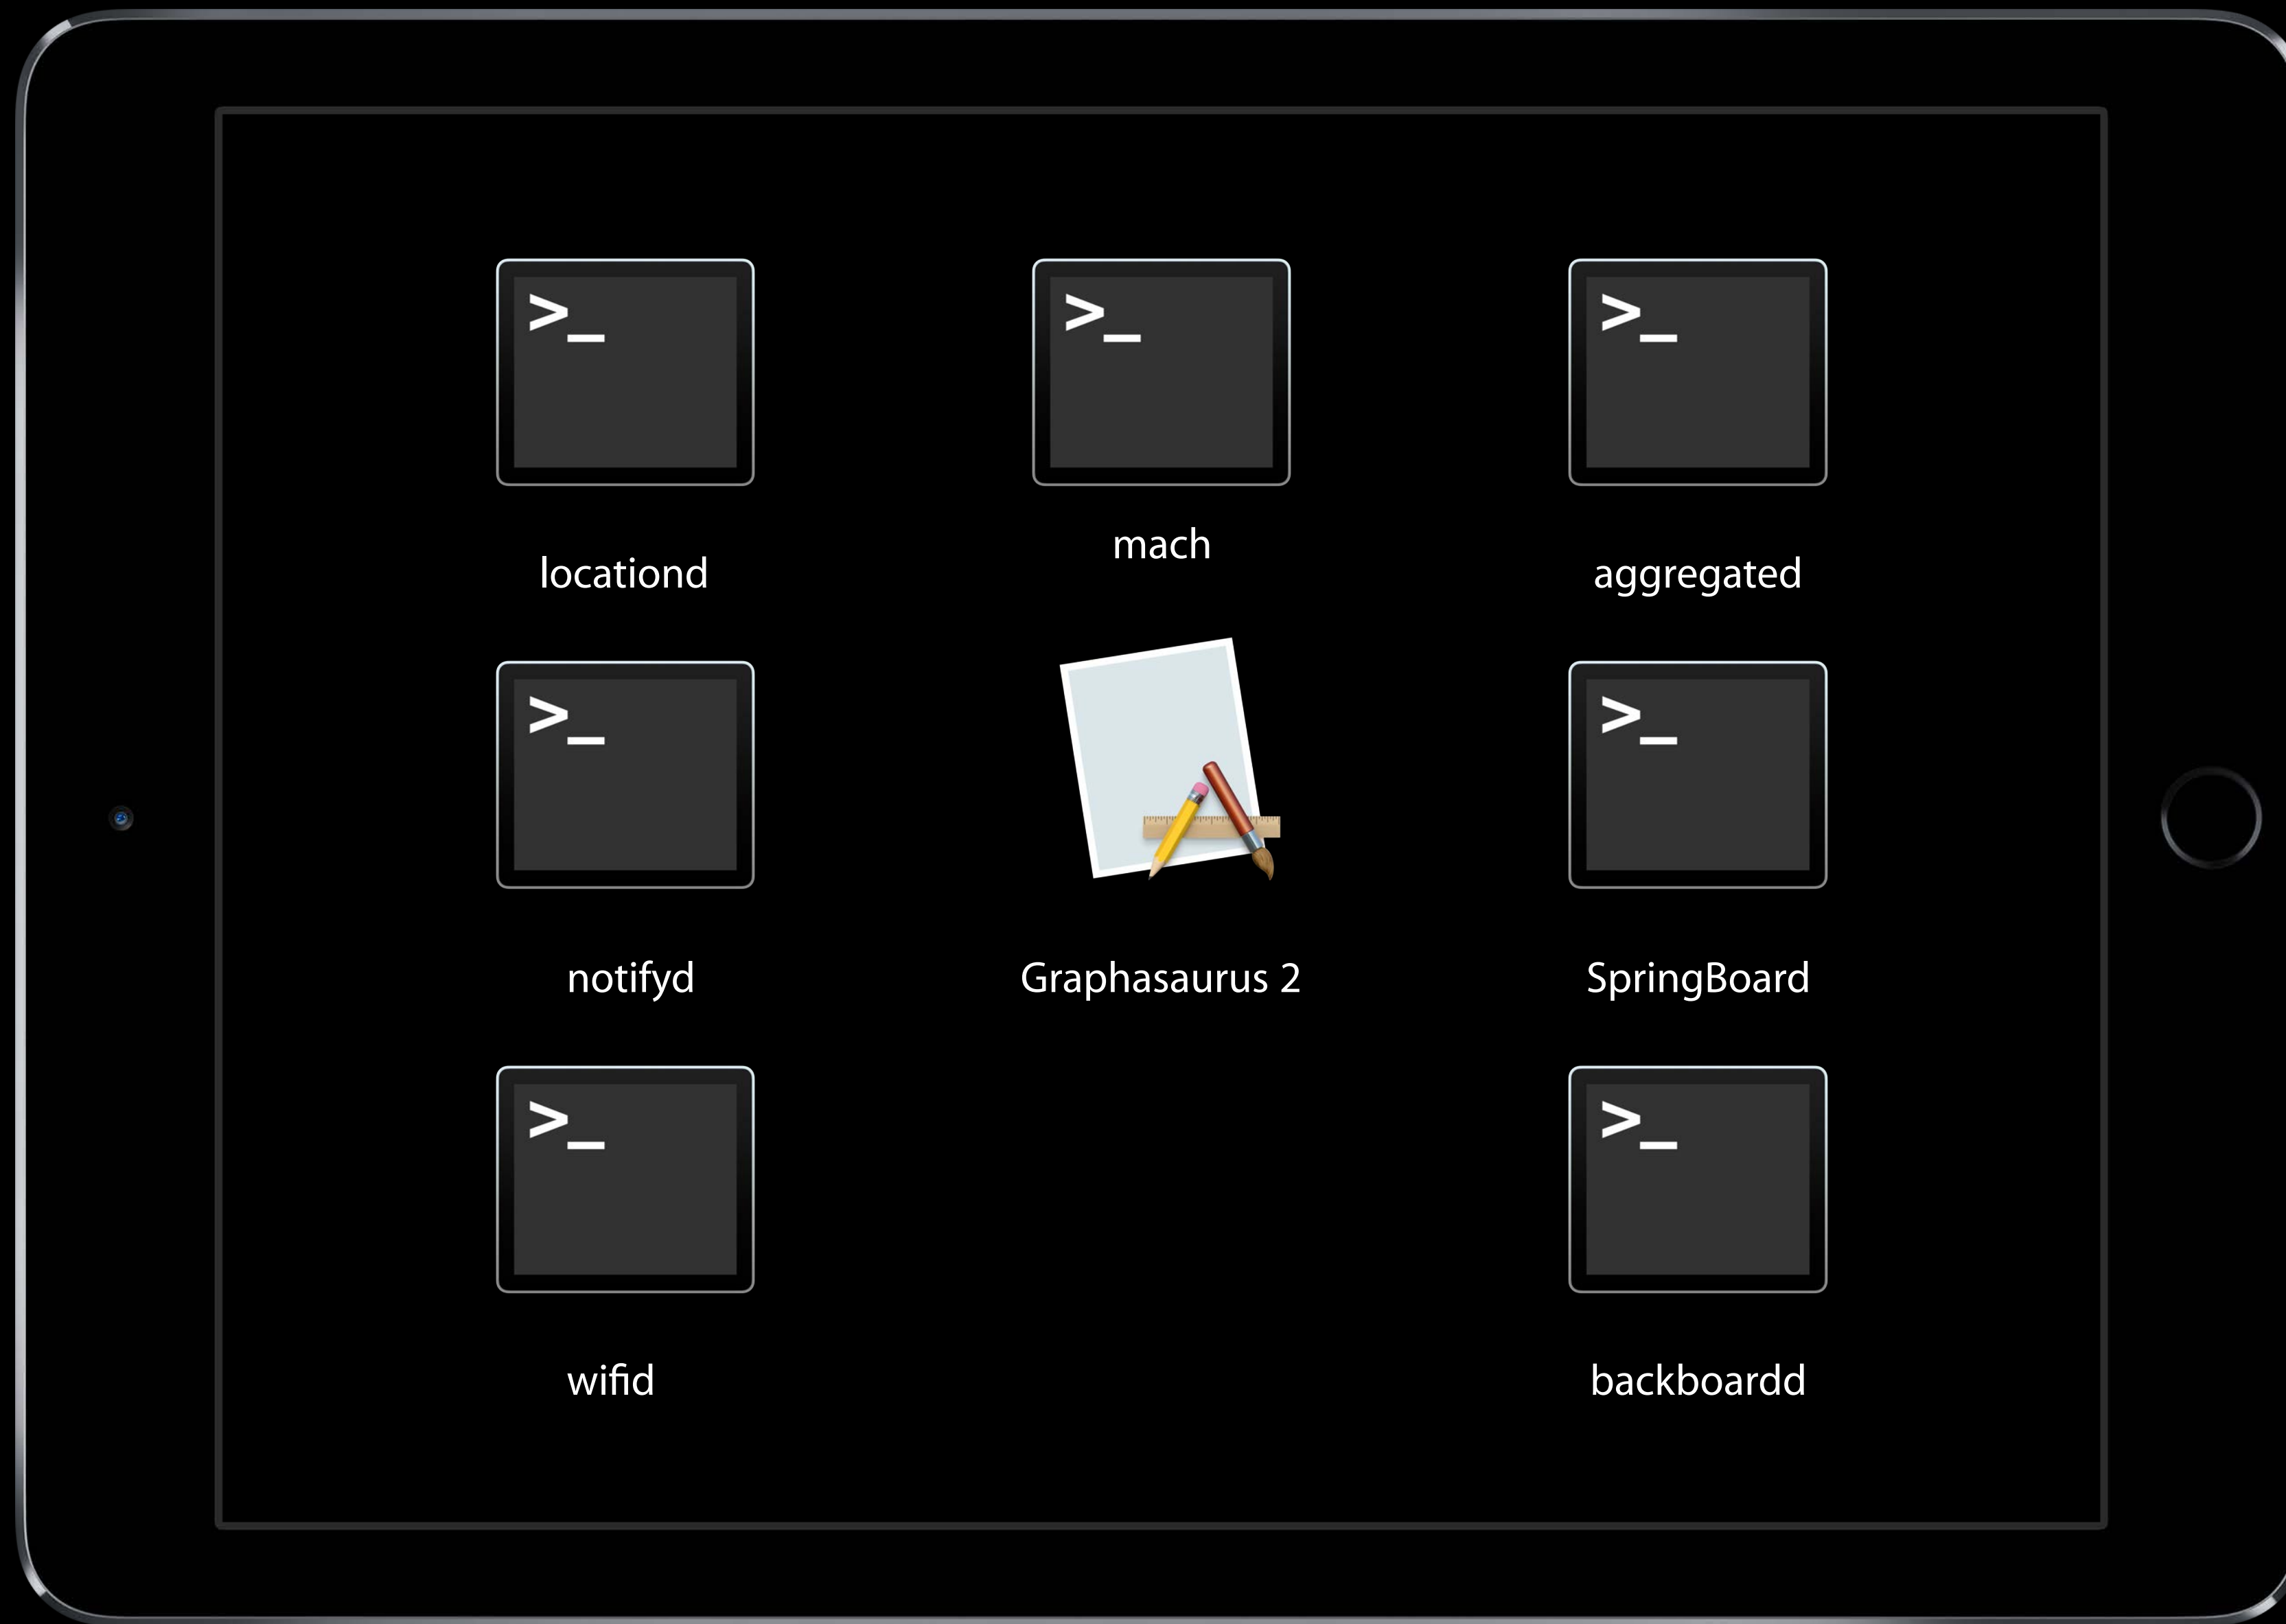 >_
>_
>_
locationd
mach
aggregated
>_
>_
notifyd
Graphasaurus 2
SpringBoard
>_
>_
wifid
backboardd